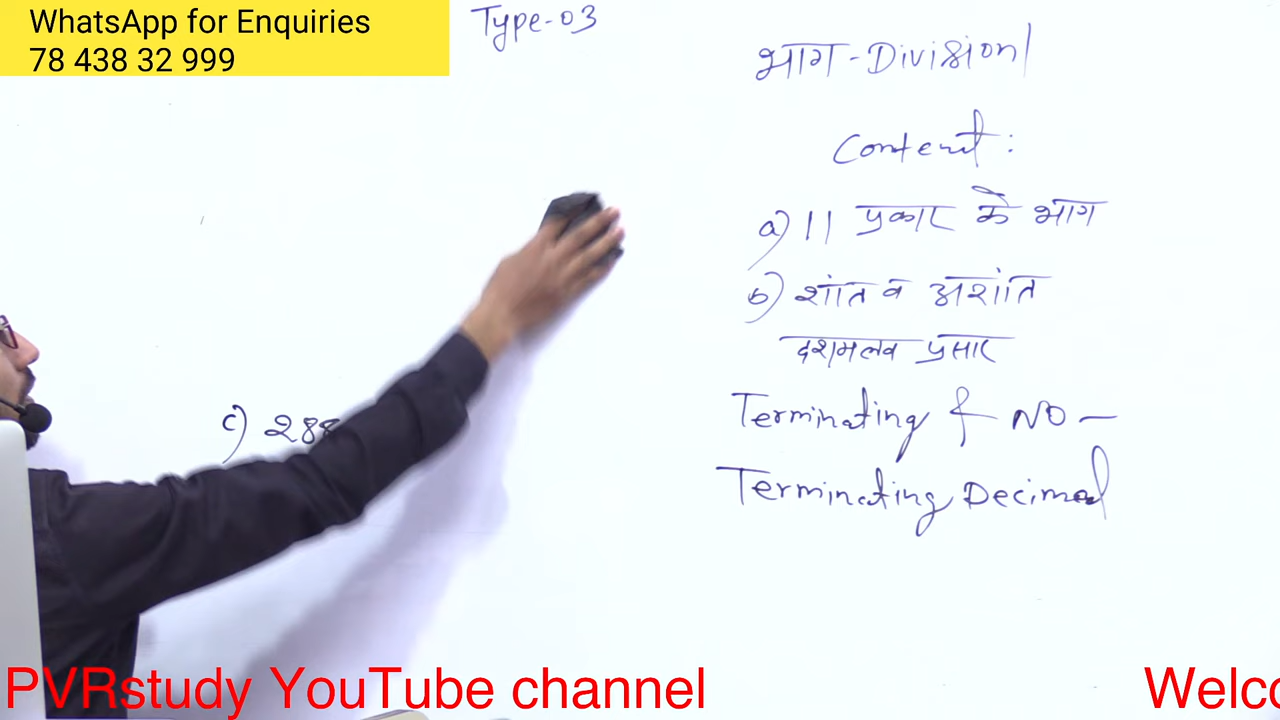 WhatsApp for Enquiries
78 438 32 999
Type-03
भाग-Division
Content:
a) 11 प्रकार के भाग
b) शांत व अशांत
दशमलव प्रसार
Terminating & NO-
Terminating Decimal
c) 288
PVRstudy YouTube channel
Welc